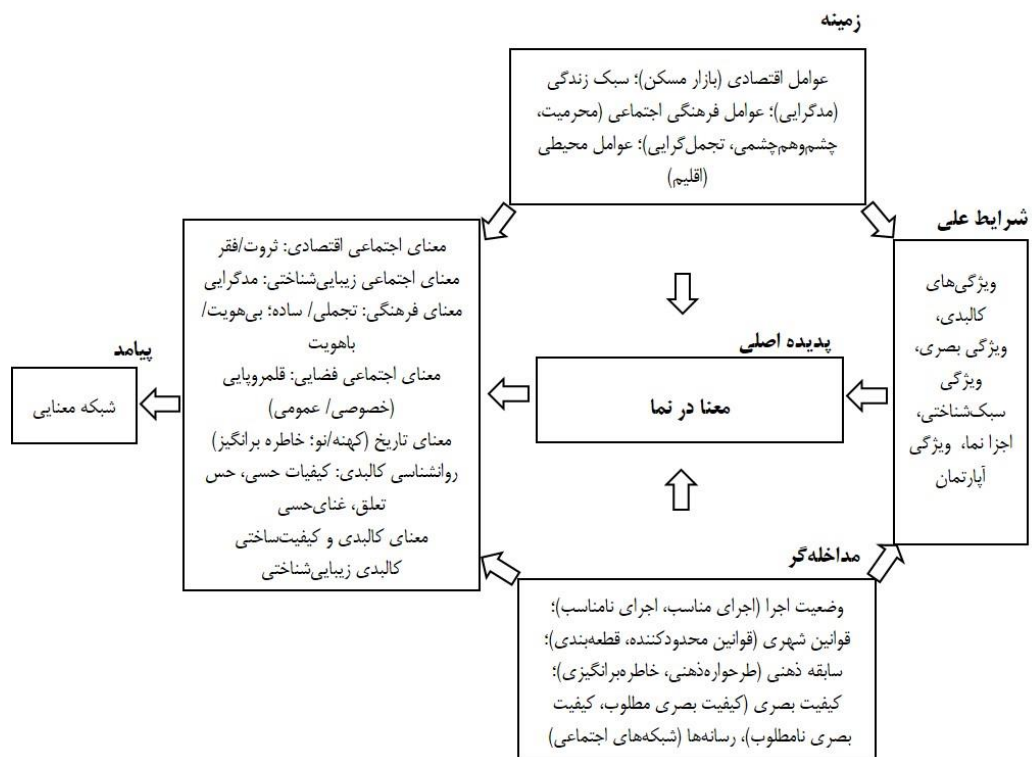 زمینه
عوامل اقتصادی (بازار مسکن)؛ سبک زندگی
(مدگرایی)؛ عوامل فرهنگی اجتماعی (محرمیت،
چشم‌وهم‌چشمی، تجمل‌گرایی)؛ عوامل محیطی
(اقلیم)
شرایط علی
ویژگی‌های
کالبدی،
ویژگی بصری،
ویژگی
سبک‌شناختی،
اجزا نما، ویژگی
آپارتمان
پدیده اصلی
معنا در نما
معنای اجتماعی اقتصادی: ثروت/فقر
معنای اجتماعی زیبایی‌شناختی: مدگرایی
معنای فرهنگی: تجملی/ ساده؛ بی‌هویت/
باهویت
معنای اجتماعی فضایی: قلمروپایی
(خصوصی/ عمومی)
معنای تاریخ (کهنه/نو؛ خاطره برانگیز)
روانشناسی کالبدی: کیفیات حسی، حس
تعلق، غنای‌حسی
معنای کالبدی و کیفیت‌ساختی
کالبدی زیبایی‌شناختی
پیامد
شبکه معنایی
مداخله‌گر
وضعیت اجرا (اجرای مناسب، اجرای نامناسب)؛
قوانین شهری (قوانین محدودکننده، قطعه‌بندی)؛
سابقه ذهنی (طرحواره‌ذهنی، خاطره‌برانگیزی)؛
کیفیت بصری (کیفیت بصری مطلوب، کیفیت
بصری نامطلوب)، رسانه‌ها (شبکه‌های اجتماعی)